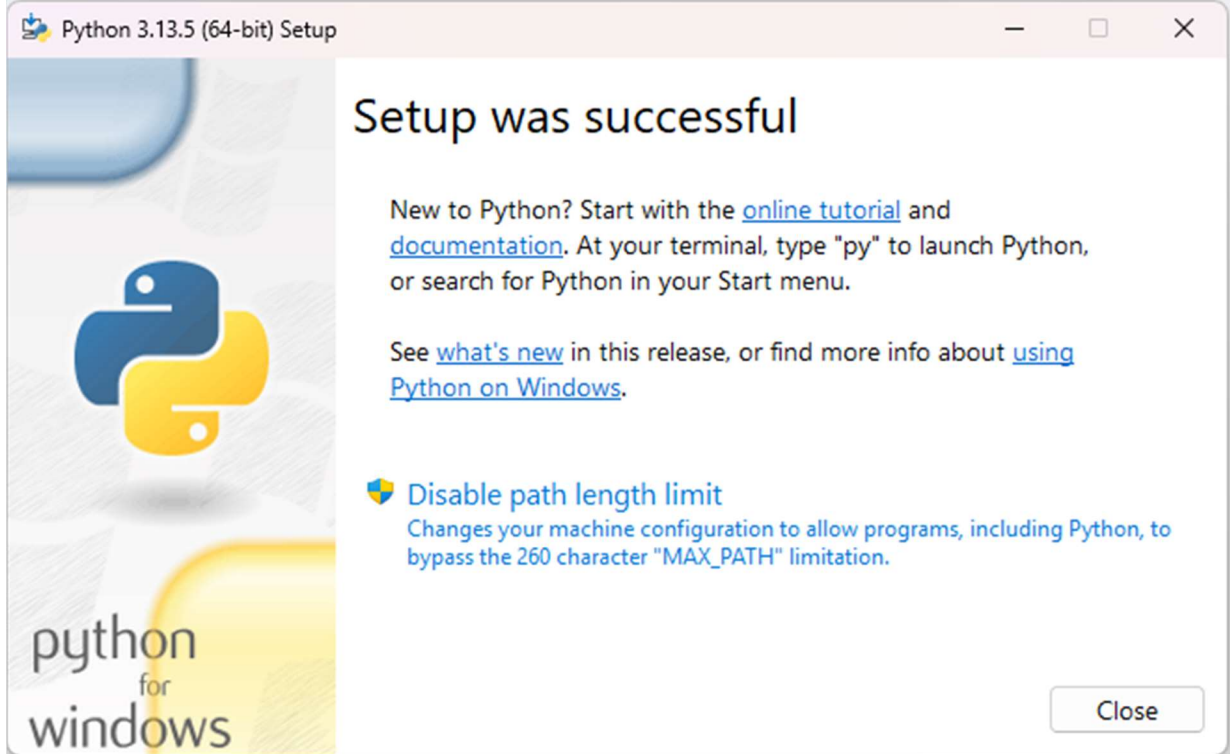 Python 3.13.5 (64-bit) Setup
Setup was successful
New to Python? Start with the online tutorial and
documentation. At your terminal, type "py" to launch Python,
or search for Python in your Start menu.
See what's new in this release, or find more info about using
Python on Windows.
Disable path length limit
Changes your machine configuration to allow programs, including Python, to
bypass the 260 character "MAX_PATH" limitation.
python
for
windows
Close